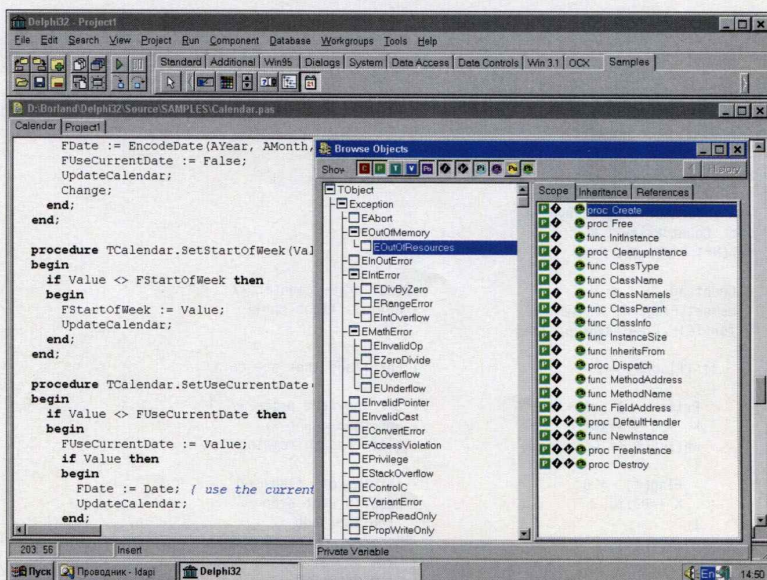 Delphi32 - Project1
File Edit Search View Project Run Component Database Workgroups Tools Help
Standard Additional Win95 Dialogs System Data Access Data Controls Win 3.1 OCX Samples
D:\Borland\Delphi32\Source\SAMPLES\Calendar.pas
Calendar Project1
FDate := EncodeDate(AYear, AMonth,
FUseCurrentDate := False;
UpdateCalendar;
Change;
end;
end;
procedure TCalendar.SetStartOfWeek(Val
begin
if Value <> FStartOfWeek then
begin
FStartOfWeek := Value;
UpdateCalendar;
end;
end;
procedure TCalendar.SetUseCurrentDate
begin
if Value <> FUseCurrentDate then
begin
FUseCurrentDate := Value;
if Value then
begin
FDate := Date; { use the current
UpdateCalendar;
end;
203: 56 Insert
Browse Objects
Show
History
TObject
Exception
EAbort
EOutOfMemory
EOutOfResources
EInOutError
EIntError
EDivByZero
ERangeError
EIntOverflow
EMathError
EInvalidOp
EZeroDivide
EOverflow
EUnderflow
EInvalidPointer
EInvalidCast
EConvertError
EAccessViolation
EPrivilege
EStackOverflow
EControlC
EVariantError
EPropReadOnly
EPropWriteOnly
Scope Inheritance References
proc Create
proc Free
func InitInstance
proc CleanupInstance
func ClassType
func ClassName
func ClassNameIs
func ClassParent
func ClassInfo
func InstanceSize
func InheritsFrom
proc Dispatch
func MethodAddress
func MethodName
func FieldAddress
proc DefaultHandler
func NewInstance
proc FreeInstance
proc Destroy
Private Variable
Пуск Проводник - Idapi Delphi32 En 14:50